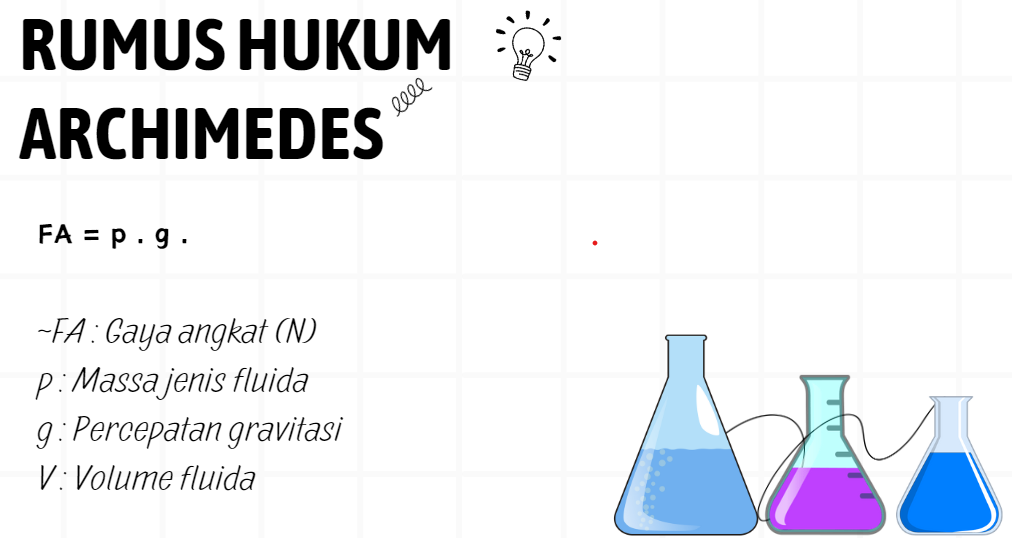 RUMUS HUKUM
ARCHIMEDES
FA = p . g .
~FA : Gaya angkat (N)
p : Massa jenis fluida
g : Percepatan gravitasi
V : Volume fluida